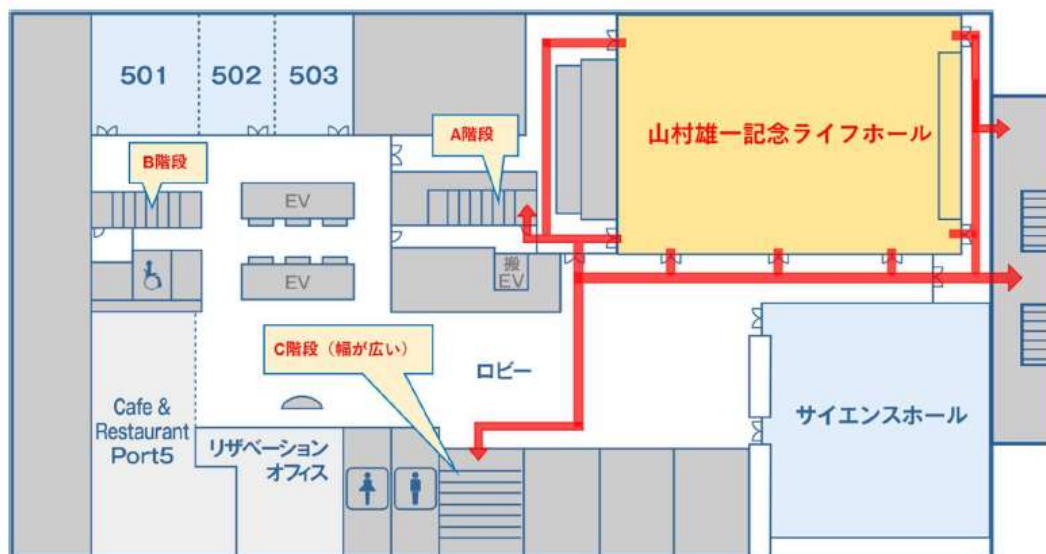 501
502
503
A階段
B階段
山村雄一記念ライフホール
EV
EV
搬
EV
C階段（幅が広い）
ロビー
Cafe &
Restaurant
Port5
リザベーション
オフィス
サイエンスホール